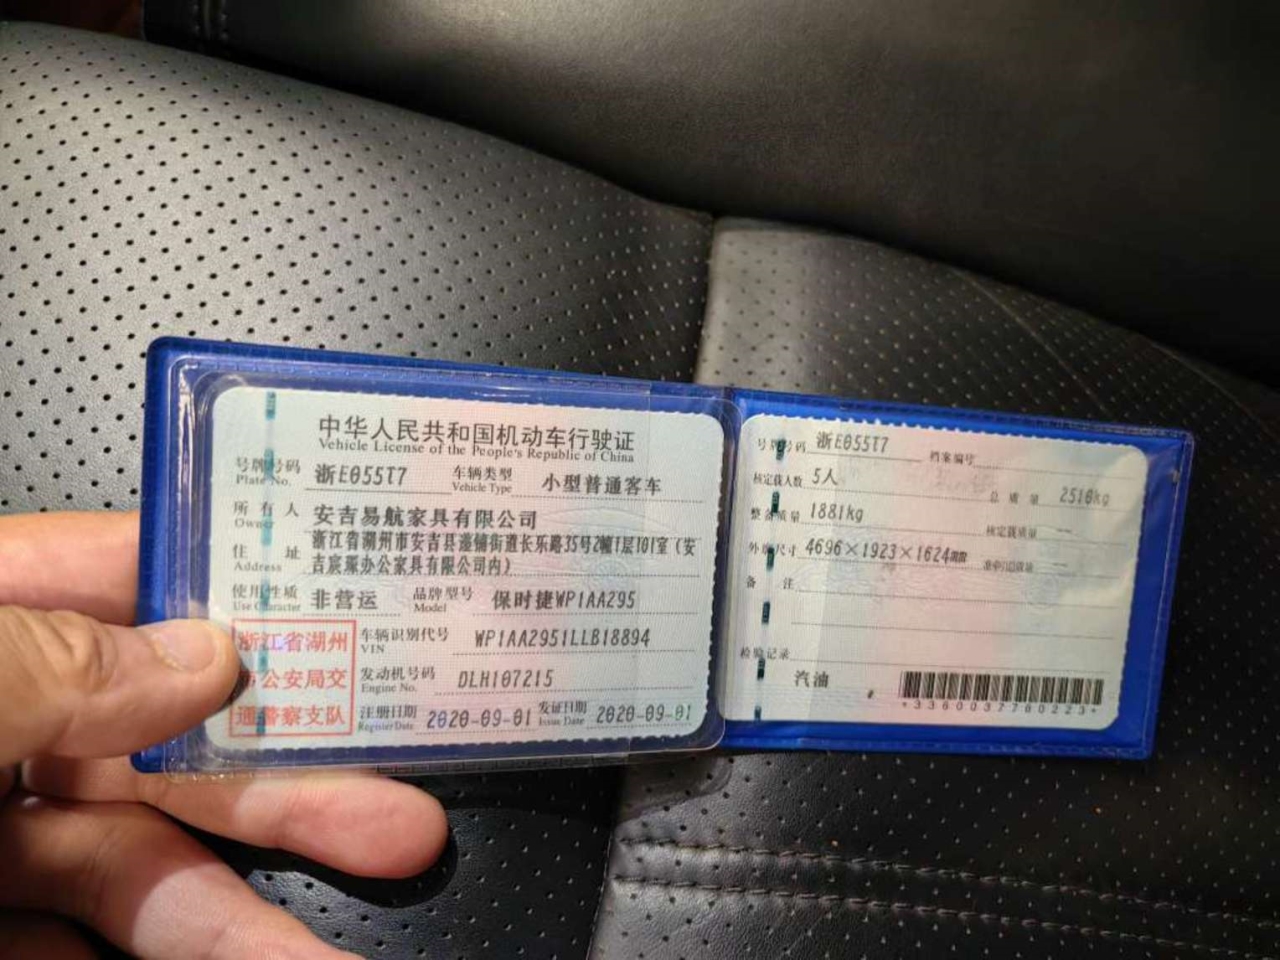 中华人民共和国机动车行驶证
Vehicle License of the People's Republic of China
号牌号码 浙E055T7 车辆类型 小型普通客车
Plate No. Vehicle Type
所有人 安吉易航家具有限公司
Owner
住址 浙江省湖州市安吉县递铺街道长乐路35号2幢1层101室(安
Address 吉宸琢办公家具有限公司内)
使用性质 非营运 品牌型号 保时捷WP1AA295
Use Character Model
浙江省湖州
公安局交
通警察支队
车辆识别代号 WP1AA2951LLB18894
VIN
发动机号码 DLH107215
Engine No.
注册日期 2020-09-01 发证日期 2020-09-01
Register Date Issue Date
号牌号码 浙E055T7 档案编号
核定载人数 5人 总质量 2510kg
整备质量 1881kg 核定载质量
外廓尺寸 4696×1923×1624mm
备注
检验记录
汽油
*3360037780223*